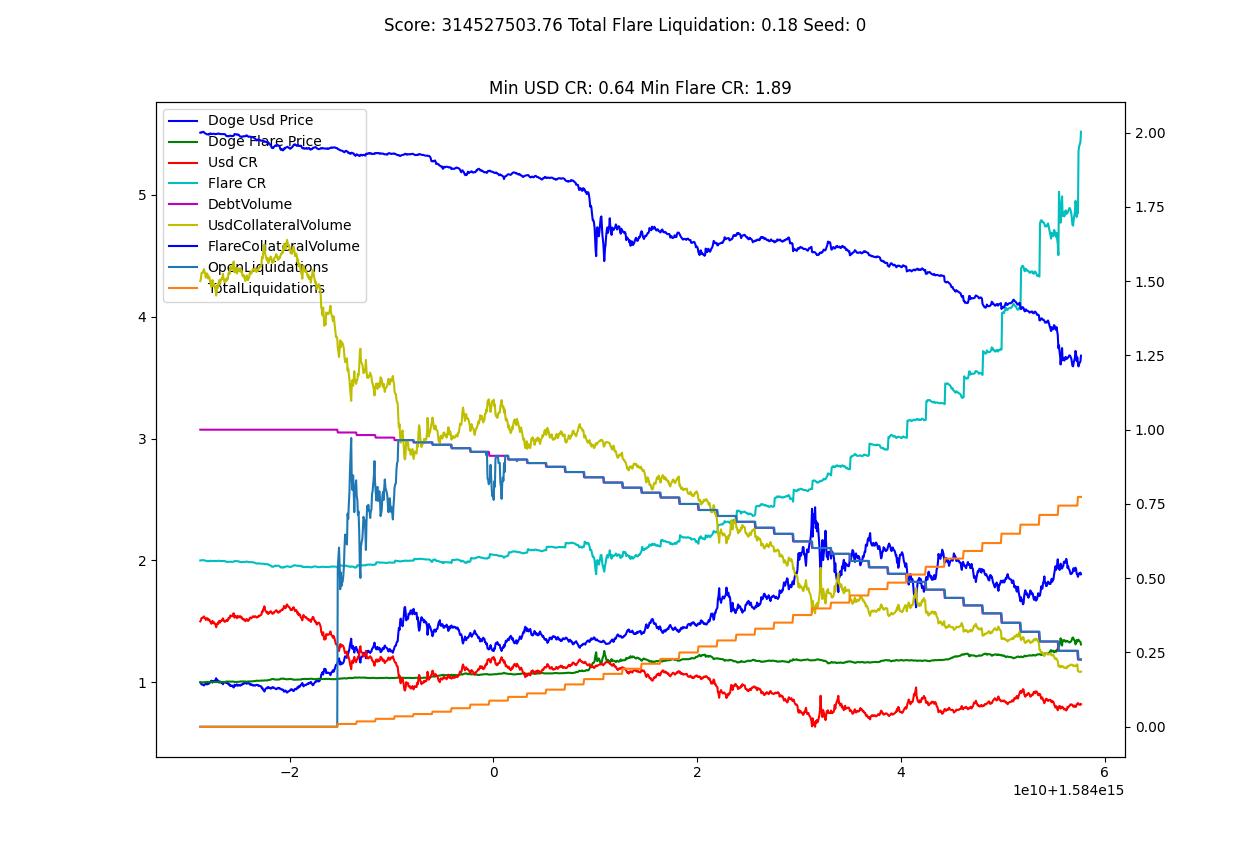 Score: 314527503.76 Total Flare Liquidation: 0.18 Seed: 0
Min USD CR: 0.64 Min Flare CR: 1.89
Doge Usd Price
Doge Flare Price
Usd CR
Flare CR
DebtVolume
UsdCollateralVolume
FlareCollateralVolume
OpenLiquidations
TotalLiquidations
5
4
3
2
1
2.00
1.75
1.50
1.25
1.00
0.75
0.50
0.25
0.00
−2 0 2 4 6
1e10+1.584e15